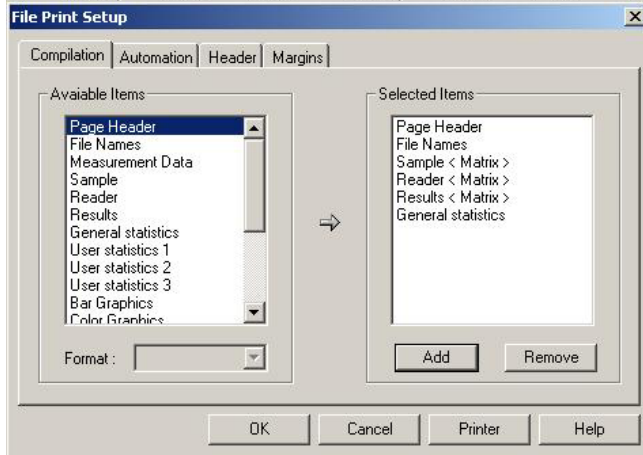 File Print Setup
Compilation Automation Header Margins
Avaiable Items
Page Header
File Names
Measurement Data
Sample
Reader
Results
General statistics
User statistics 1
User statistics 2
User statistics 3
Bar Graphics
Color Graphics
Format :
Selected Items
Page Header
File Names
Sample < Matrix >
Reader < Matrix >
Results < Matrix >
General statistics
Add Remove
OK Cancel Printer Help